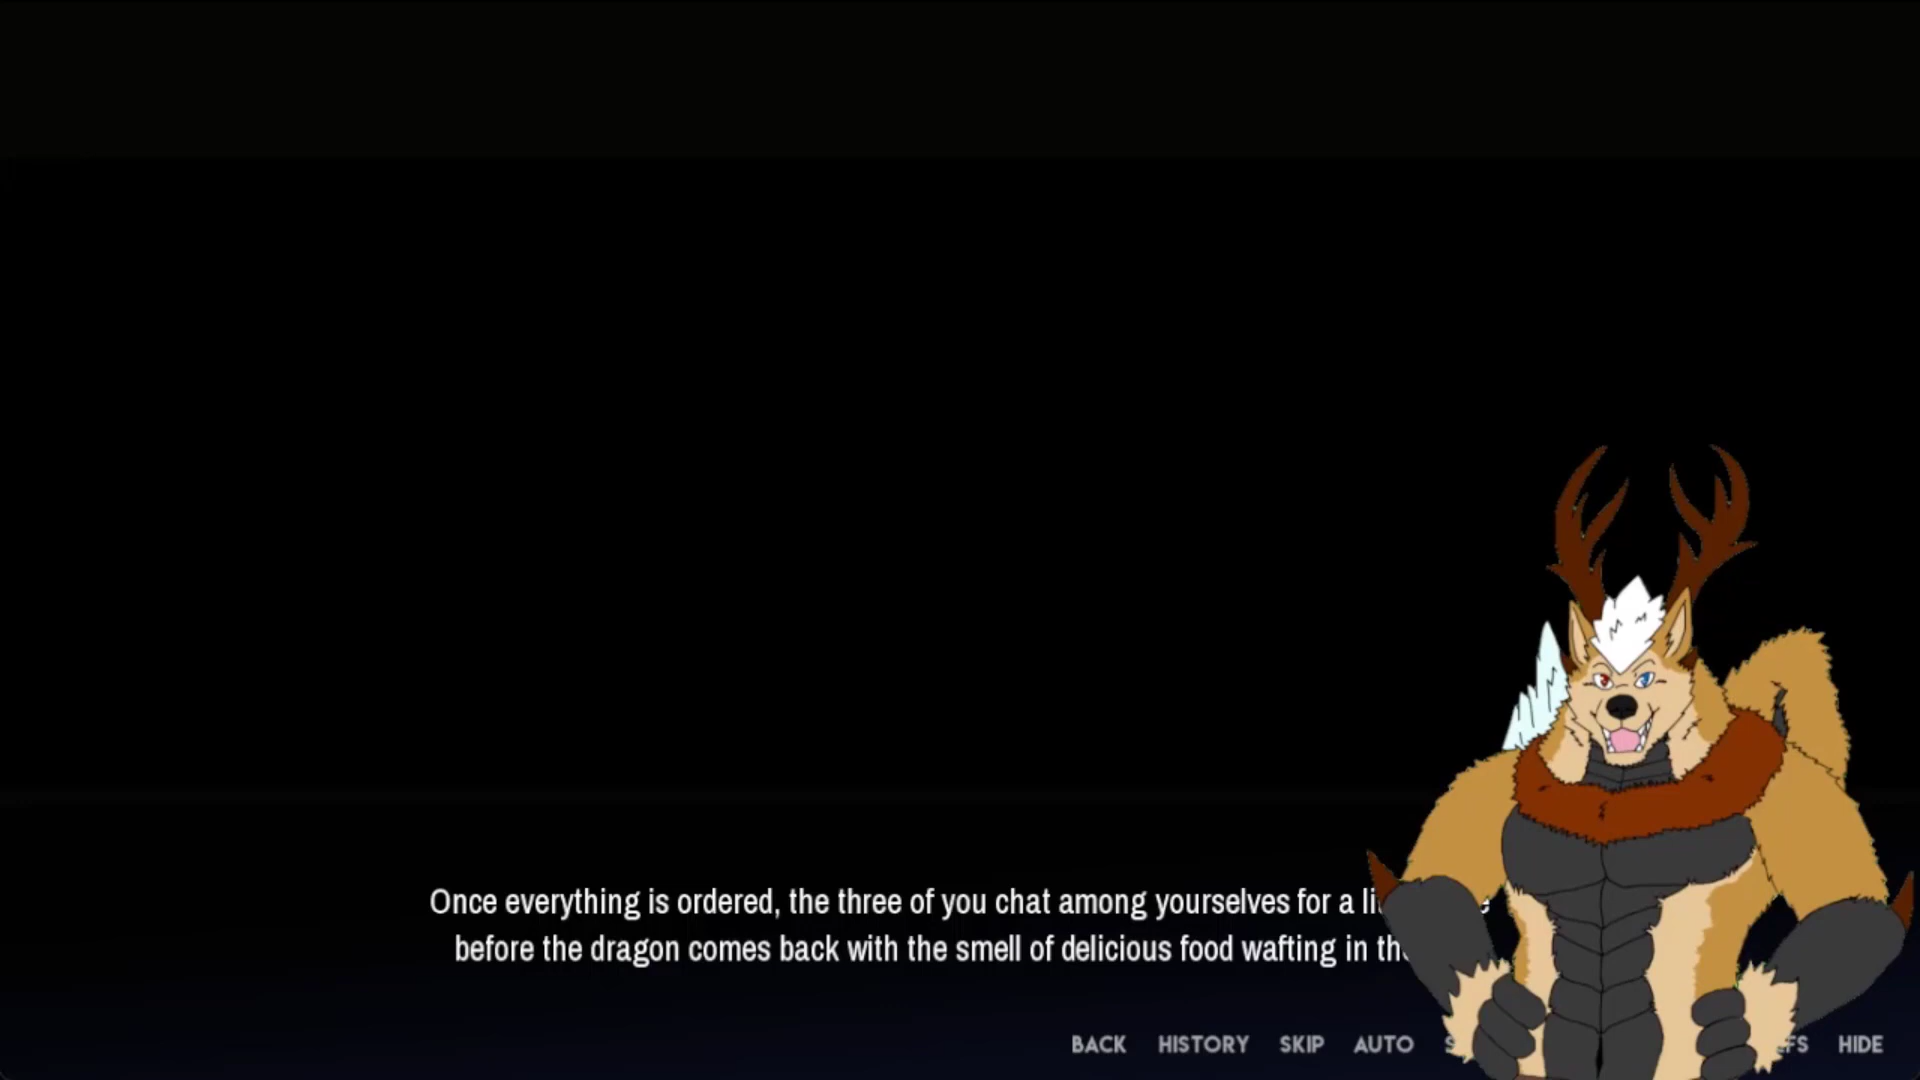 Once everything is ordered, the three of you chat among yourselves for a
before the dragon comes back with the smell of delicious food wafting in
BACK HISTORY SKIP AUTO HIDE